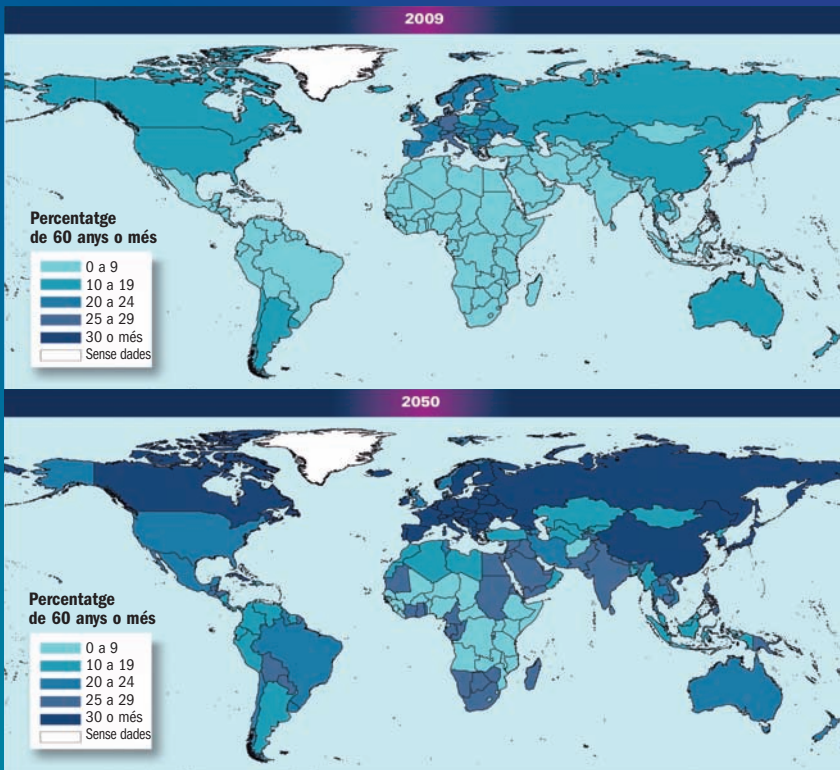 2009
Percentatge
de 60 anys o més
0 a 9
10 a 19
20 a 24
25 a 29
30 o més
Sense dades
2050
Percentatge
de 60 anys o més
0 a 9
10 a 19
20 a 24
25 a 29
30 o més
Sense dades